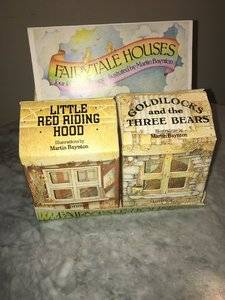 FAIRYTALE HOUSES
illustrated by Martin Baynton
LITTLE
RED RIDING
HOOD
Illustrations by
Martin Baynton
GOLDILOCKS
and the
THREE BEARS
Illustrations by
Martin Baynton
FAIRYTALE